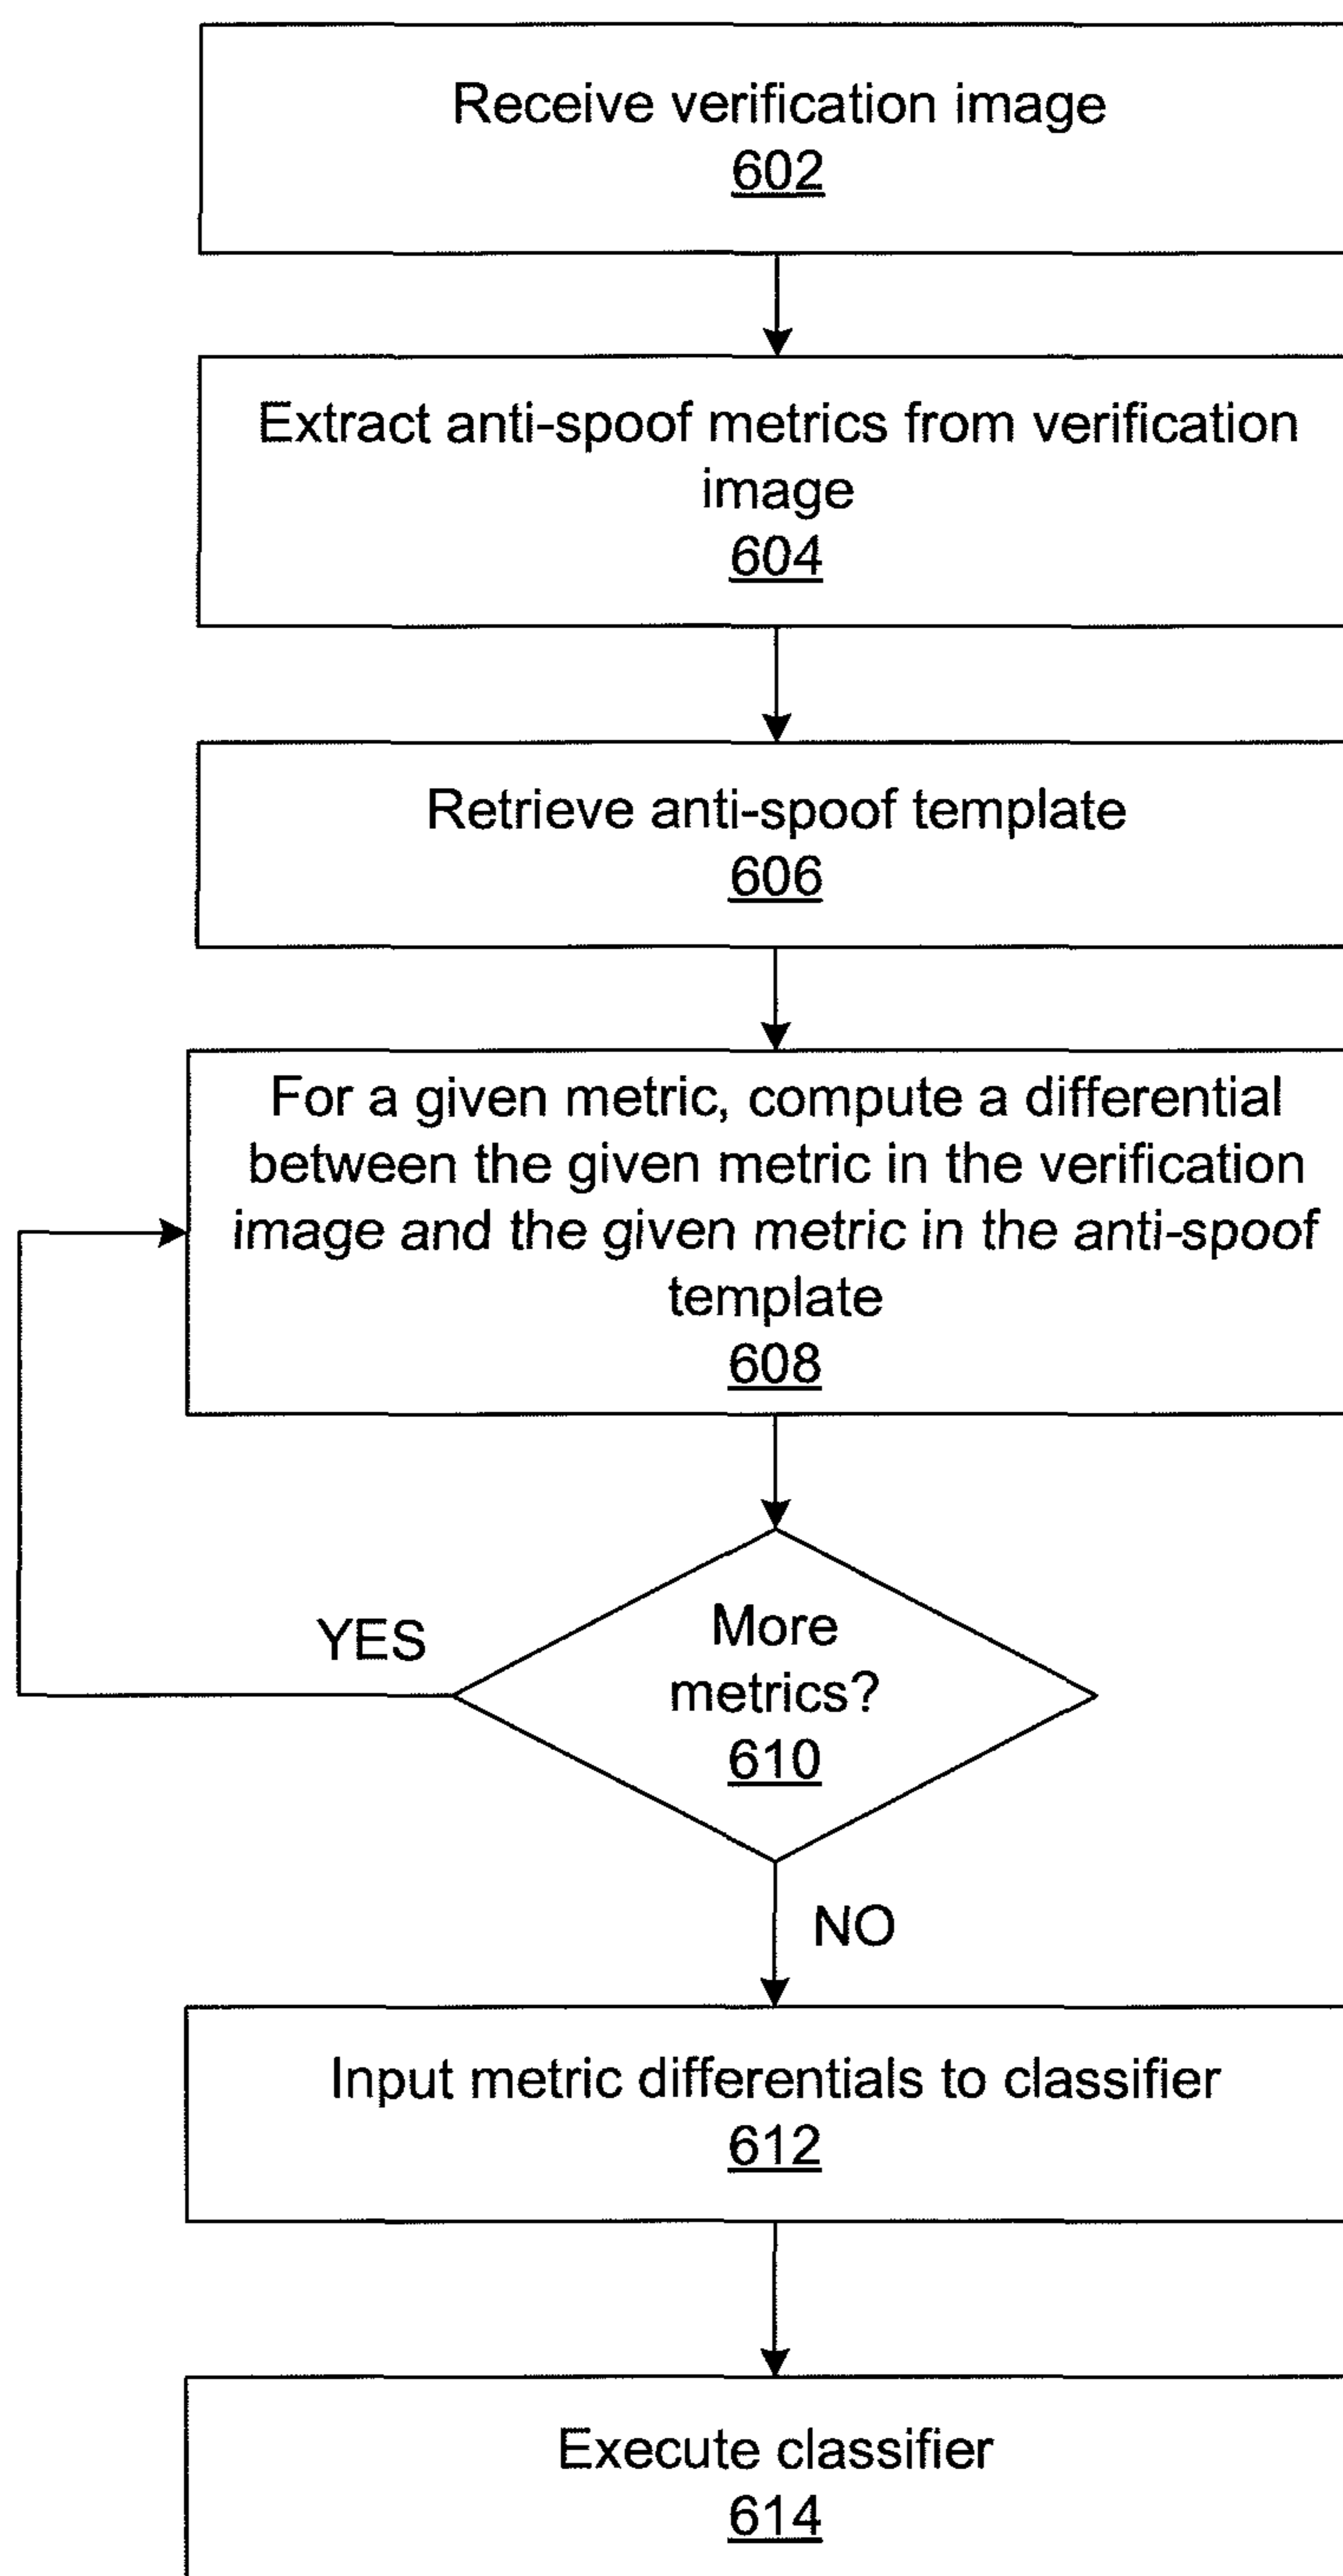 Receive verification image
602
Extract anti-spoof metrics from verification
image
604
Retrieve anti-spoof template
606
For a given metric, compute a differential
between the given metric in the verification
image and the given metric in the anti-spoof
template
608
More
metrics?
610
YES
NO
Input metric differentials to classifier
612
Execute classifier
614